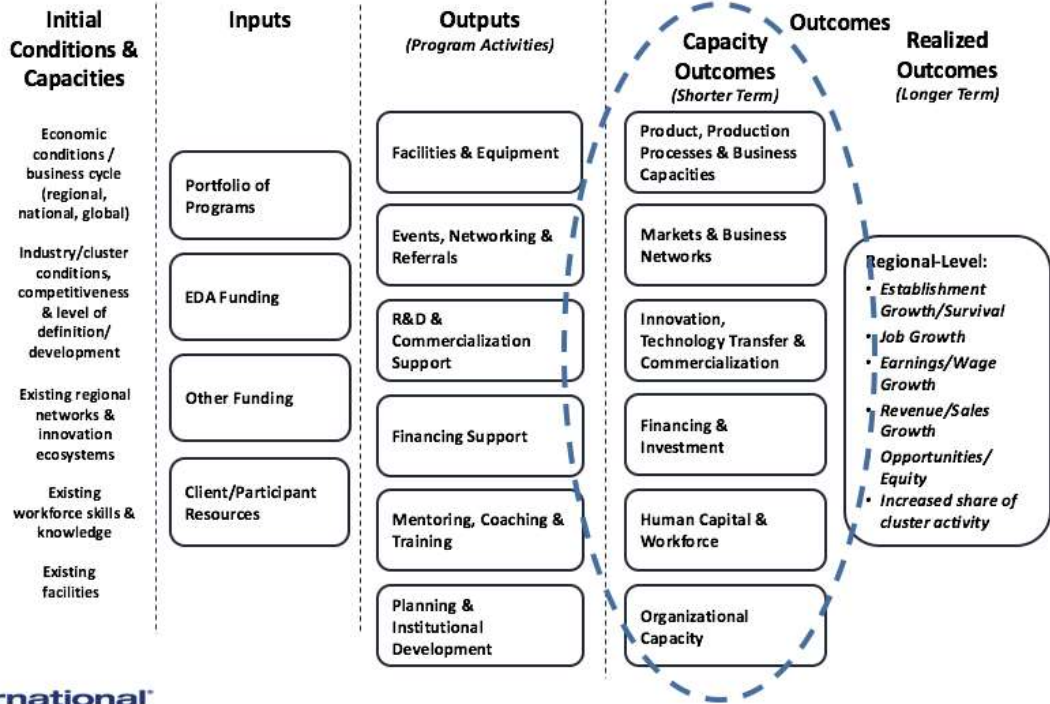 Initial
Conditions &
Capacities
Economic
conditions /
business cycle
(regional,
national, global)
Industry/cluster
conditions,
competitiveness
& level of
definition/
development
Existing regional
networks &
innovation
ecosystems
Existing
workforce skills &
knowledge
Existing
facilities
Inputs
Portfolio of
Programs
EDA Funding
Other Funding
Client/Participant
Resources
Outputs
(Program Activities)
Facilities & Equipment
Events, Networking &
Referrals
R&D &
Commercialization
Support
Financing Support
Mentoring, Coaching &
Training
Planning &
Institutional
Development
Outcomes
Capacity
Outcomes
(Shorter Term)
Product, Production
Processes & Business
Capacities
Markets & Business
Networks
Innovation,
Technology Transfer &
Commercialization
Financing &
Investment
Human Capital &
Workforce
Organizational
Capacity
Realized
Outcomes
(Longer Term)
Regional-Level:
• Establishment
Growth/Survival
• Job Growth
• Earnings/Wage
Growth
• Revenue/Sales
Growth
Opportunities/
Equity
• Increased share of
cluster activity
rnational